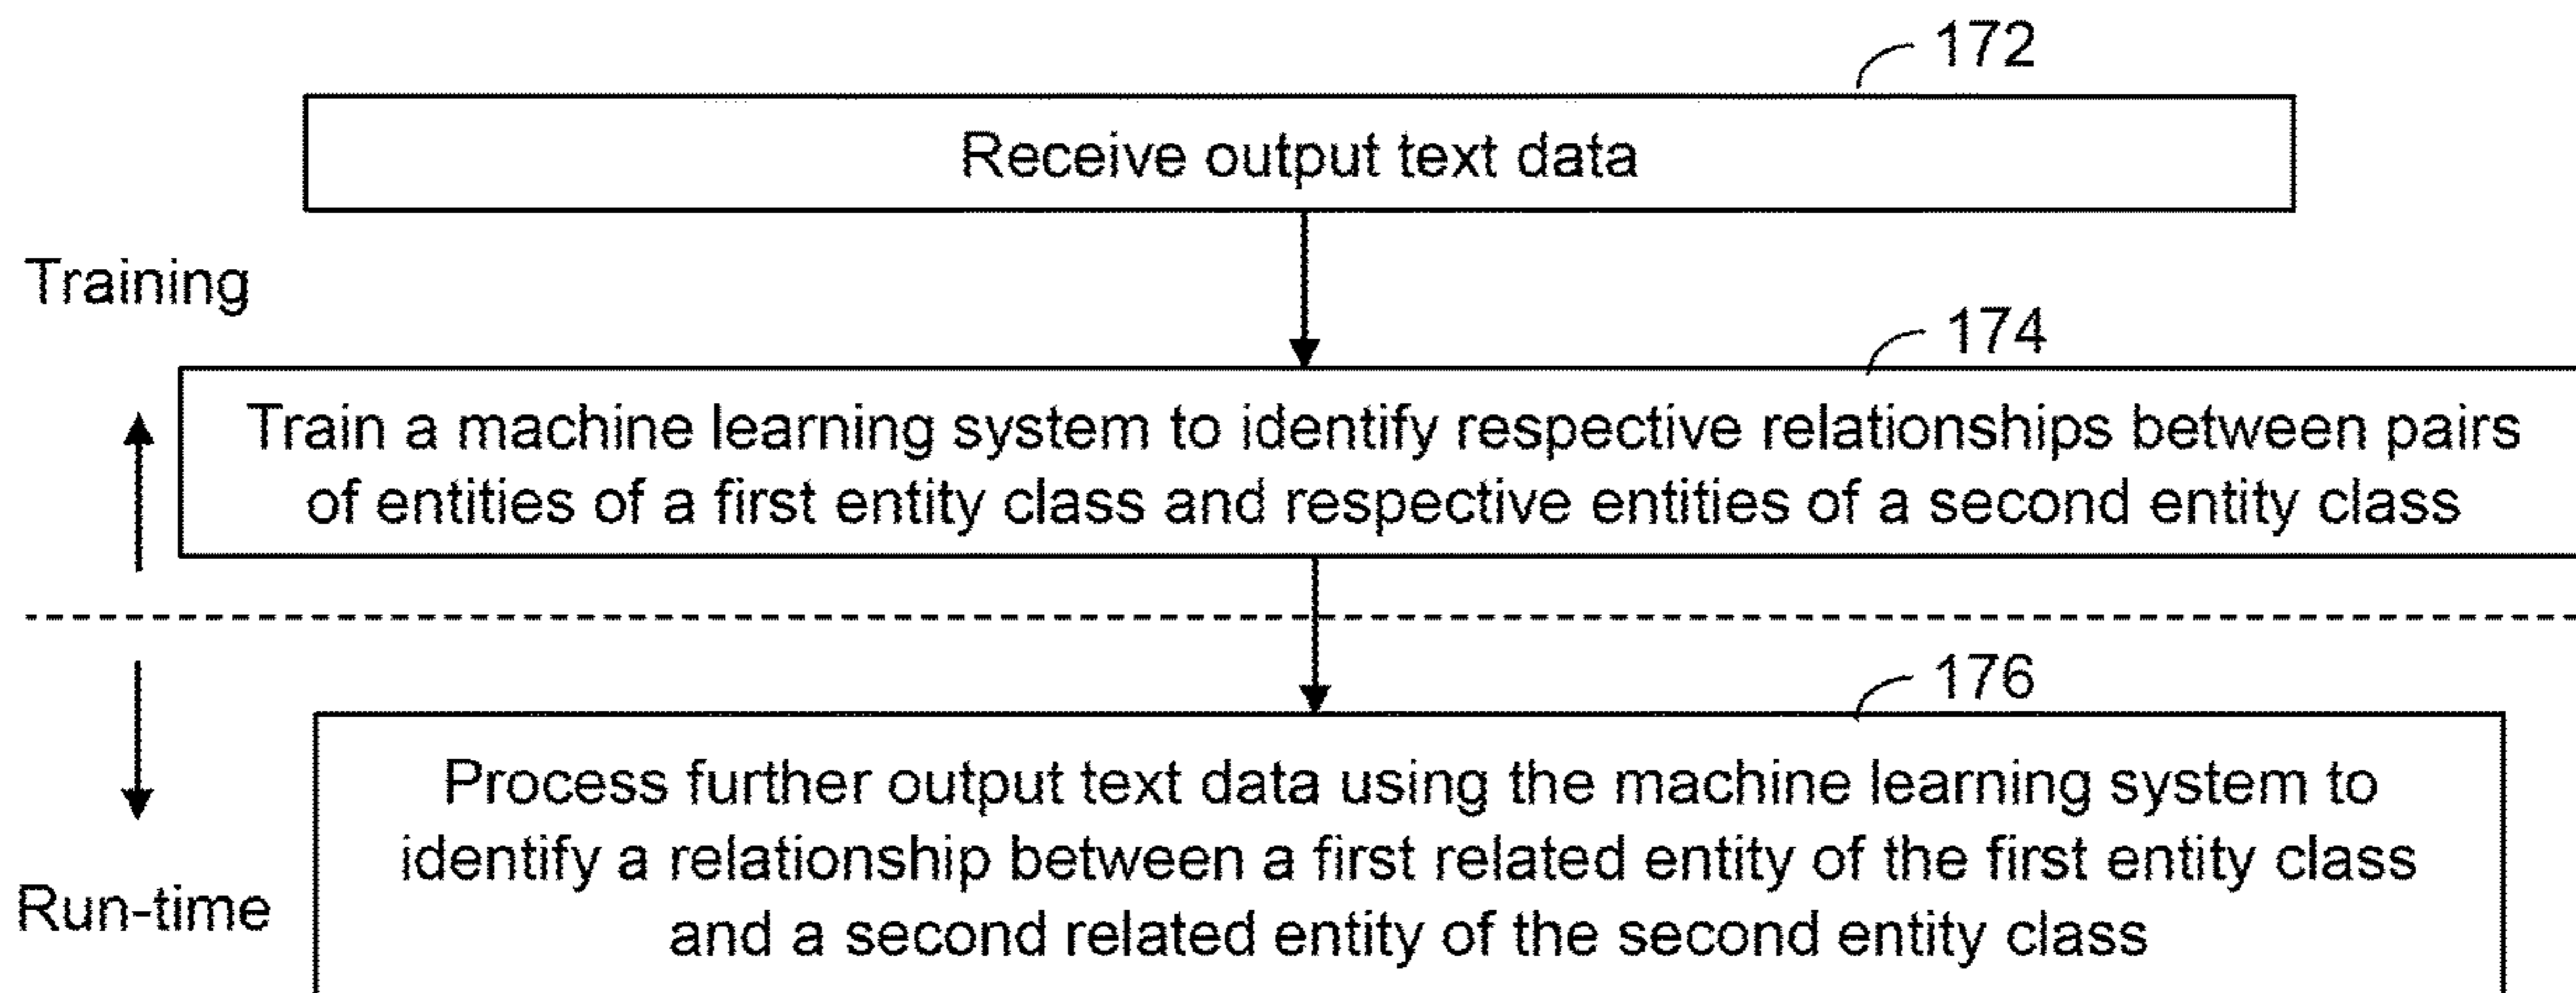 172
Receive output text data
Training
174
Train a machine learning system to identify respective relationships between pairs
of entities of a first entity class and respective entities of a second entity class
176
Process further output text data using the machine learning system to
identify a relationship between a first related entity of the first entity class
and a second related entity of the second entity class
Run-time